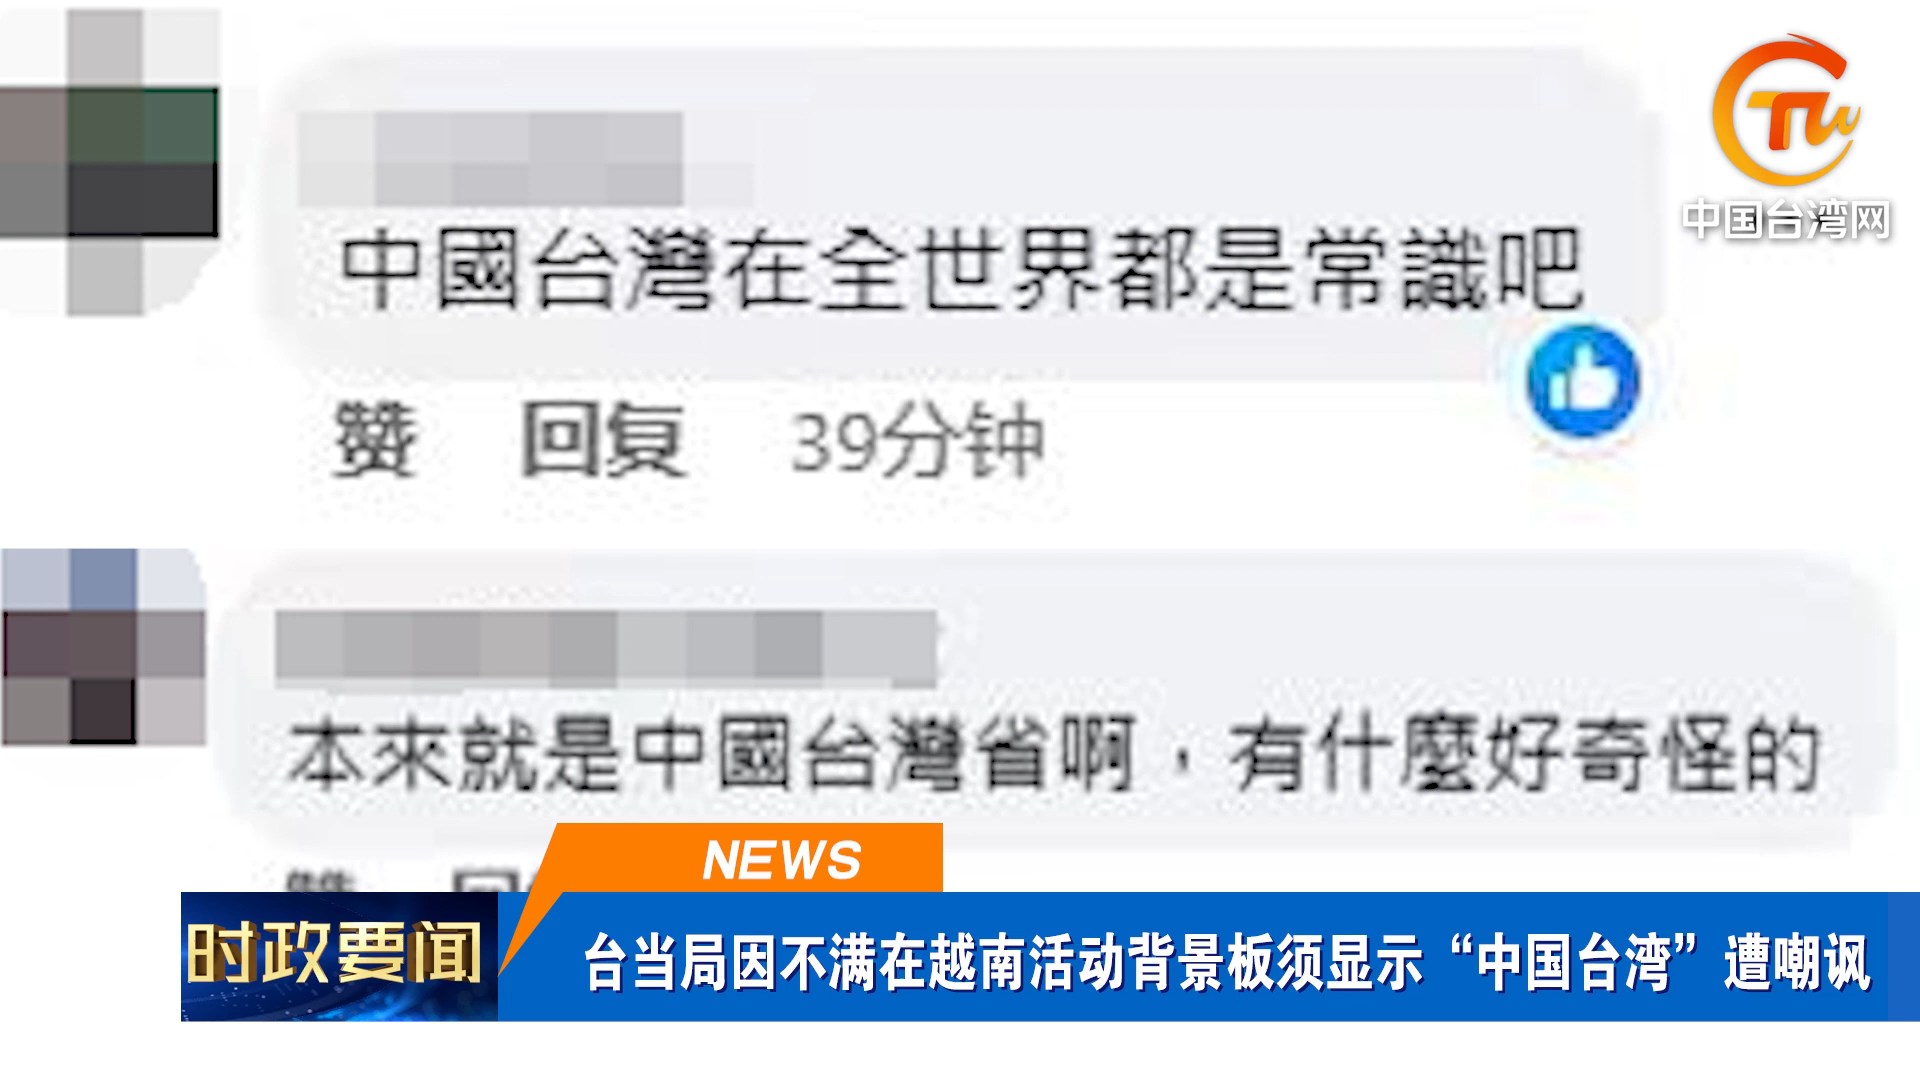 中国台湾网
中國台灣在全世界都是常識吧
赞 回复 39分钟
本來就是中國台灣省啊，有什麼好奇怪的
NEWS
时政要闻
台当局因不满在越南活动背景板须显示“中国台湾”遭嘲讽